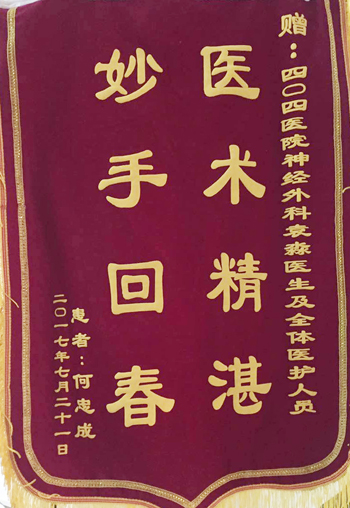 赠：四〇四医院神经外科袁淼医生及全体医护人员
医术精湛
妙手回春
患者：何忠成
二〇一七年七月二十一日